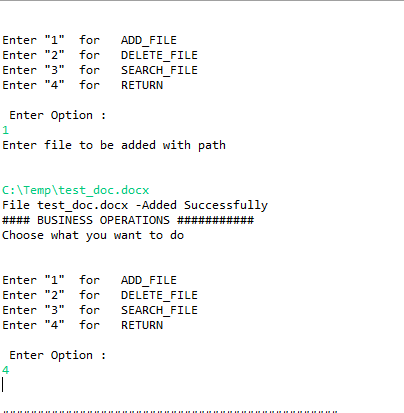 Enter "1" for ADD_FILE
Enter "2" for DELETE_FILE
Enter "3" for SEARCH_FILE
Enter "4" for RETURN
Enter Option :
1
Enter file to be added with path
C:\Temp\test_doc.docx
File test_doc.docx -Added Successfully
#### BUSINESS OPERATIONS ###########
Choose what you want to do
Enter "1" for ADD_FILE
Enter "2" for DELETE_FILE
Enter "3" for SEARCH_FILE
Enter "4" for RETURN
Enter Option :
4